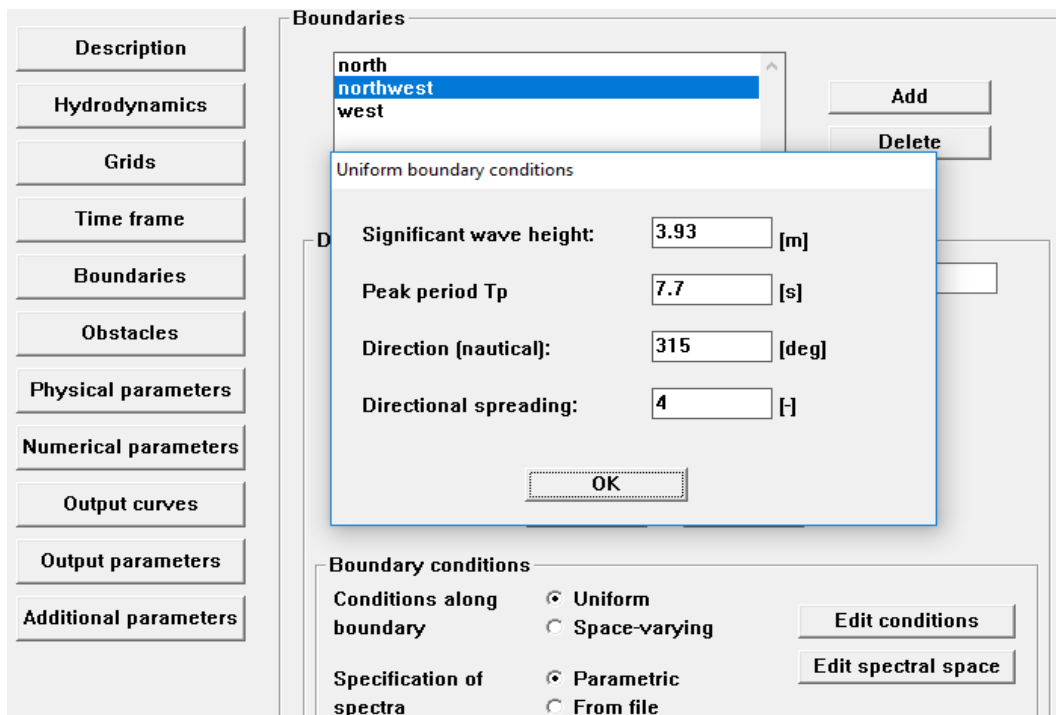 Description
Hydrodynamics
Grids
Time frame
Boundaries
Obstacles
Physical parameters
Numerical parameters
Output curves
Output parameters
Additional parameters
Boundaries
north
northwest
west
Add
Delete
D
Uniform boundary conditions
Significant wave height: 3.93 [m]
Peak period Tp 7.7 [s]
Direction (nautical): 315 [deg]
Directional spreading: 4 [-]
OK
Boundary conditions
Conditions along boundary
Uniform
Space-varying
Edit conditions
Edit spectral space
Specification of spectra
Parametric
From file